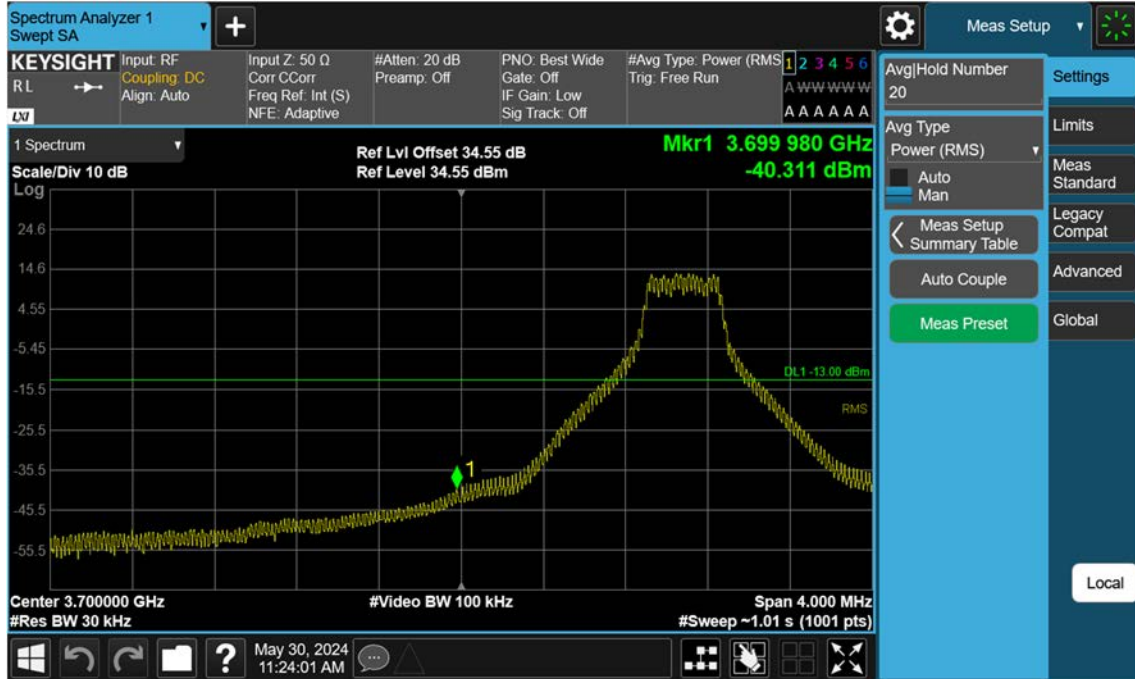 Spectrum Analyzer 1
Swept SA
Meas Setup
KEYSIGHT
R L
LXI
Input: RF
Coupling: DC
Align: Auto
Input Z: 50 Ω
Corr CCorr
Freq Ref: Int (S)
NFE: Adaptive
#Atten: 20 dB
Preamp: Off
PNO: Best Wide
Gate: Off
IF Gain: Low
Sig Track: Off
#Avg Type: Power (RMS
Trig: Free Run
1 2 3 4 5 6
A W W W W W
A A A A A A
1 Spectrum
Scale/Div 10 dB
Log
Ref Lvl Offset 34.55 dB
Ref Level 34.55 dBm
Mkr1 3.699 980 GHz
-40.311 dBm
24.6
14.6
4.55
-5.45
-15.5
-25.5
-35.5
-45.5
-55.5
DL1 -13.00 dBm
RMS
1
Center 3.700000 GHz
#Res BW 30 kHz
#Video BW 100 kHz
Span 4.000 MHz
#Sweep ~1.01 s (1001 pts)
Avg|Hold Number
20
Avg Type
Power (RMS)
Auto
Man
Meas Setup
Summary Table
Auto Couple
Meas Preset
Settings
Limits
Meas
Standard
Legacy
Compat
Advanced
Global
Local
?
May 30, 2024
11:24:01 AM